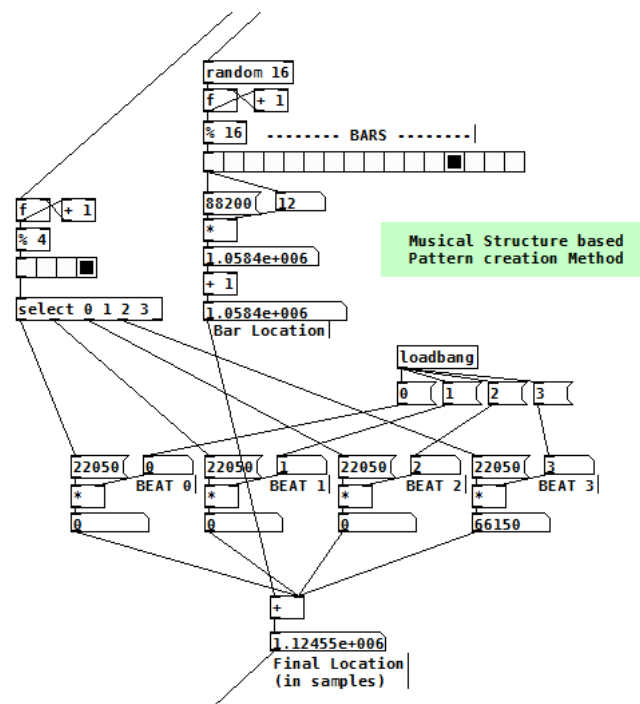 random 16
f
+ 1
% 16
-------- BARS --------
88200
12
*
1.0584e+006
+ 1
1.0584e+006
Bar Location
Musical Structure based
Pattern creation Method
f
+ 1
% 4
select 0 1 2 3
loadbang
0
1
2
3
22050
0
22050
1
22050
2
22050
3
*
BEAT 0
*
BEAT 1
*
BEAT 2
*
BEAT 3
0
0
0
66150
+
1.12455e+006
Final Location
(in samples)